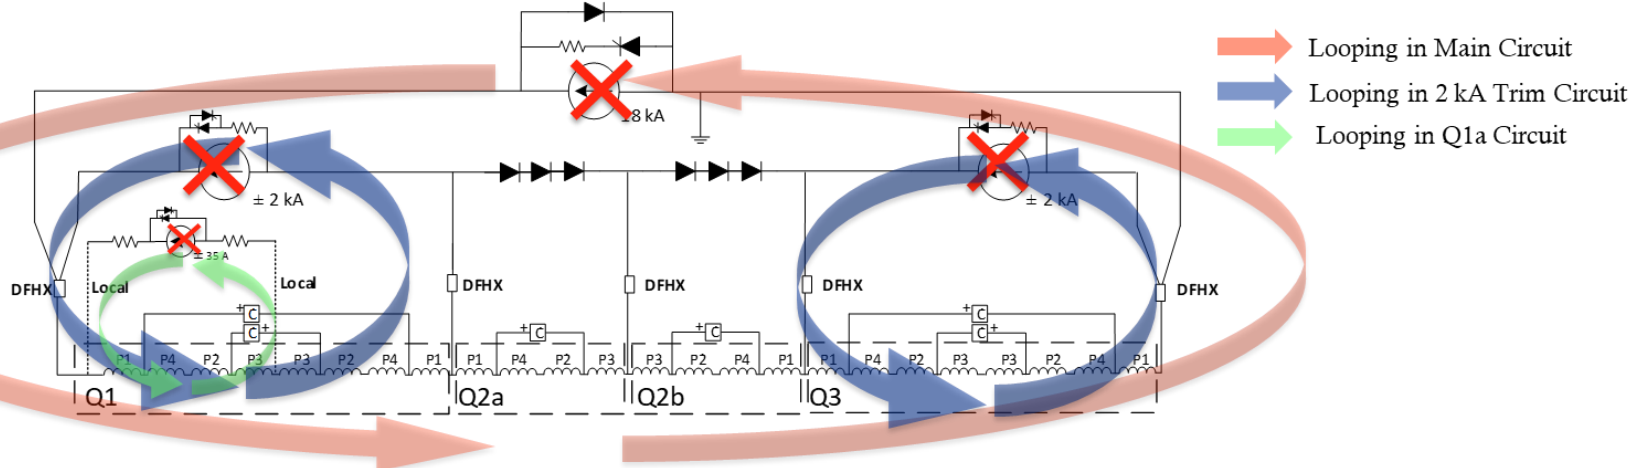 Looping in Main Circuit
Looping in 2 kA Trim Circuit
Looping in Q1a Circuit
18 kA
± 2 kA
± 2 kA
± 35 A
DFHX
Local
Local
DFHX
DFHX
DFHX
DFHX
+ C
C +
+ C
+ C
+ C
C +
P1 P4 P2 P3 P3 P2 P4 P1 P1 P4 P2 P3 P3 P2 P4 P1 P1 P4 P2 P3 P3 P2 P4 P1
Q1 Q2a Q2b Q3